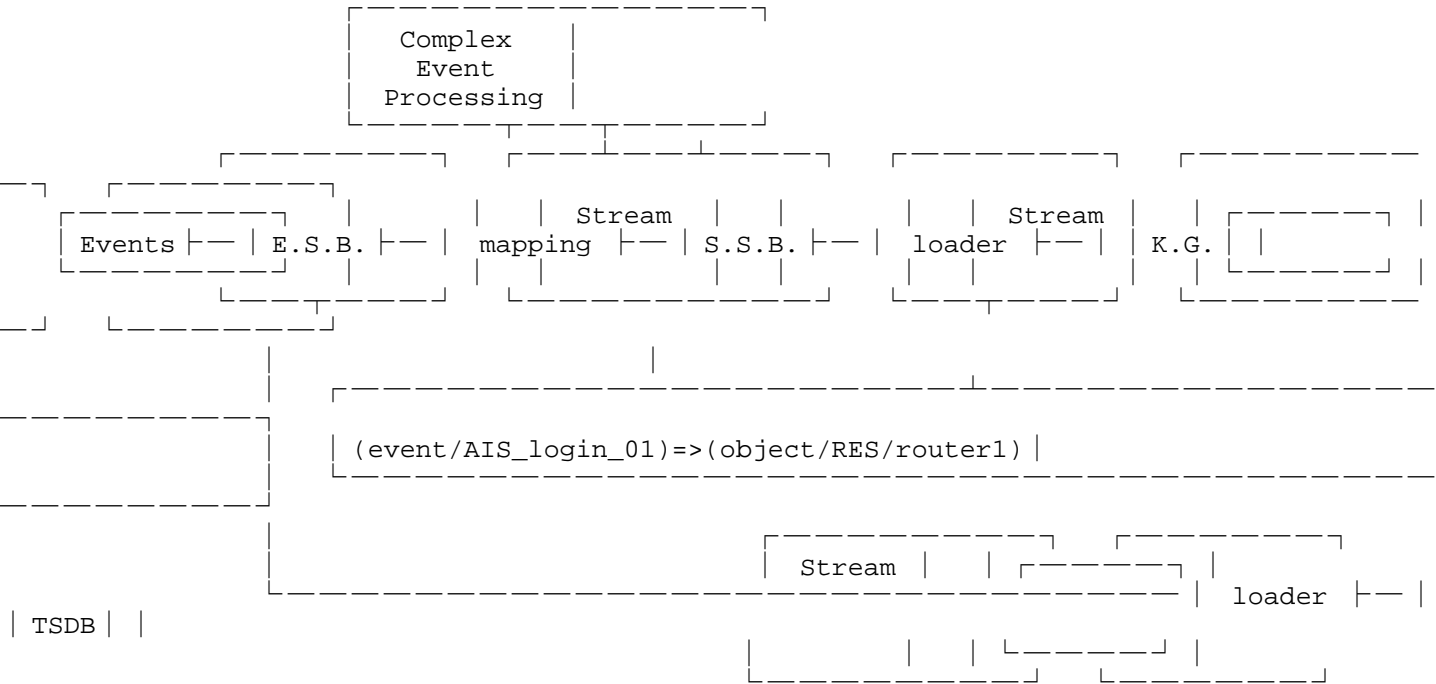 Complex
Event
Processing
Stream Stream
Events E.S.B. mapping S.S.B. loader K.G.
(event/AIS_login_01)=>(object/RES/router1)
Stream
loader
TSDB